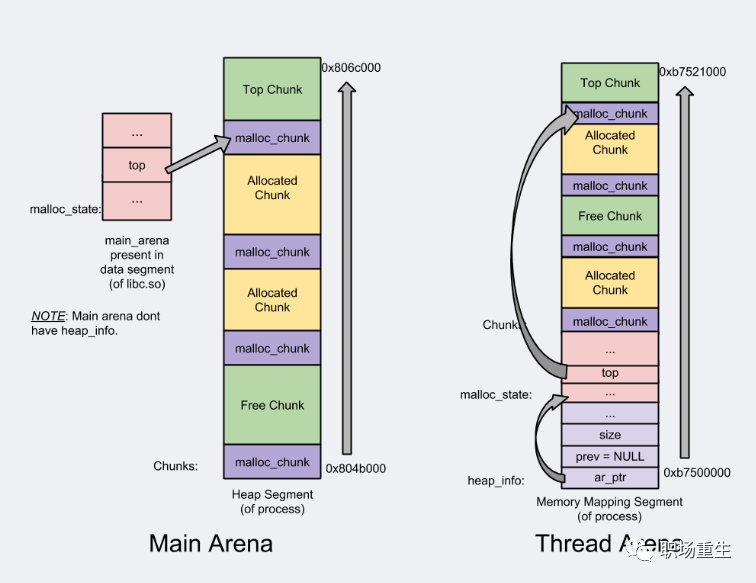 0x806c000
Top Chunk
malloc_chunk
...
top
...
malloc_state:
main_arena
present in
data segment
(of libc.so)
NOTE: Main arena dont
have heap_info.
Allocated
Chunk
malloc_chunk
Allocated
Chunk
malloc_chunk
Free Chunk
Chunks:
malloc_chunk
0x804b000
Heap Segment
(of process)
Main Arena
0xb7521000
Top Chunk
malloc_chunk
Allocated
Chunk
malloc_chunk
Free Chunk
malloc_chunk
Allocated
Chunk
malloc_chunk
Chunks:
...
top
malloc_state:
...
...
size
prev = NULL
heap_info:
ar_ptr
0xb7500000
Memory Mapping Segment
(of process)
Thread Arena
职场重生